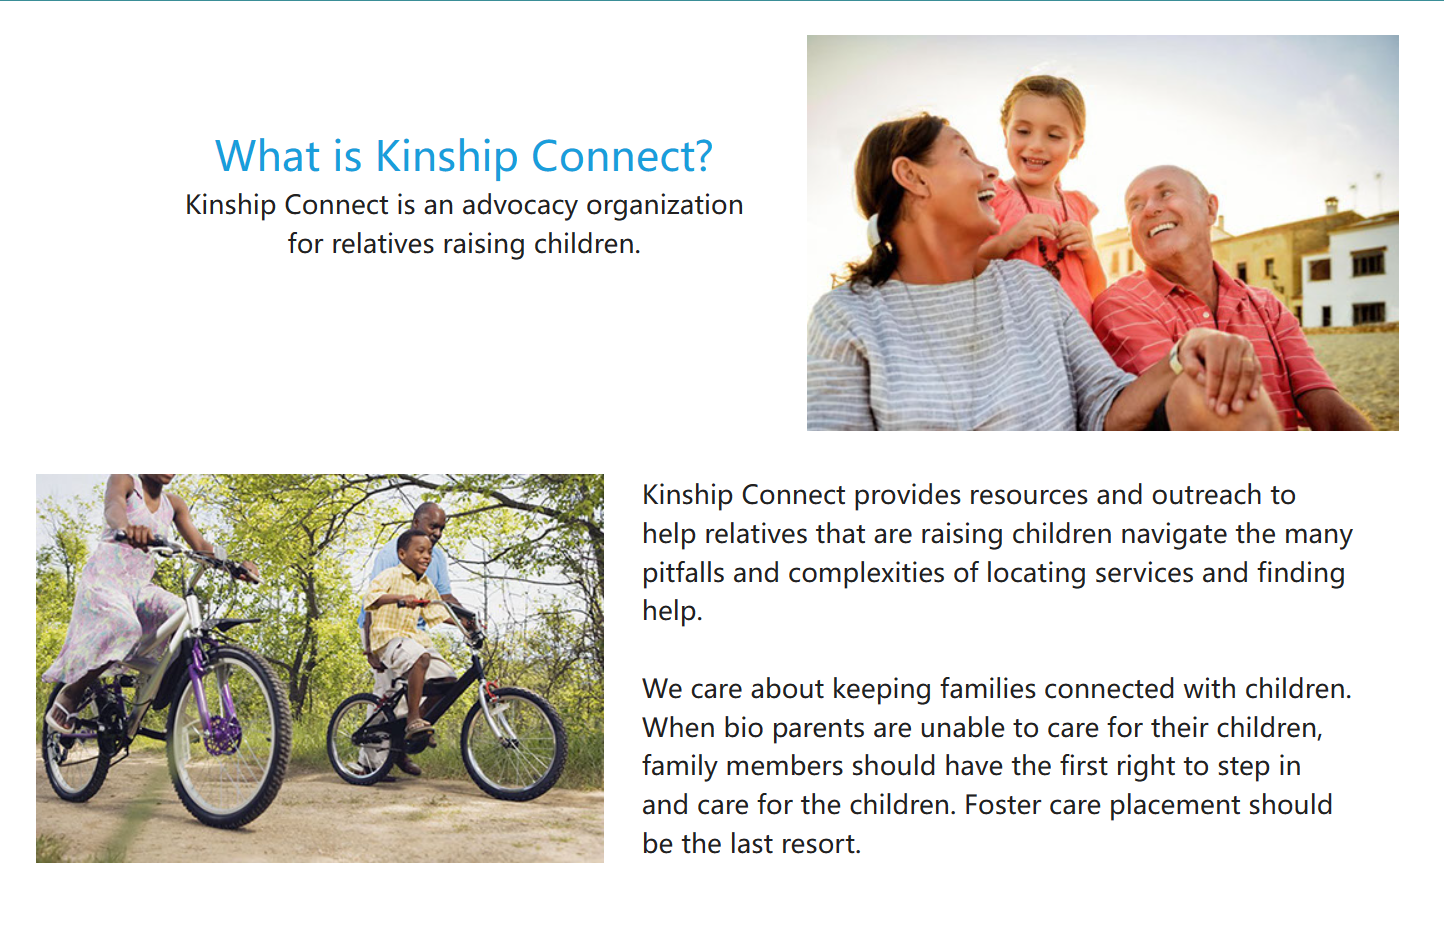 What is Kinship Connect?
Kinship Connect is an advocacy organization
for relatives raising children.
Kinship Connect provides resources and outreach to
help relatives that are raising children navigate the many
pitfalls and complexities of locating services and finding
help.
We care about keeping families connected with children.
When bio parents are unable to care for their children,
family members should have the first right to step in
and care for the children. Foster care placement should
be the last resort.